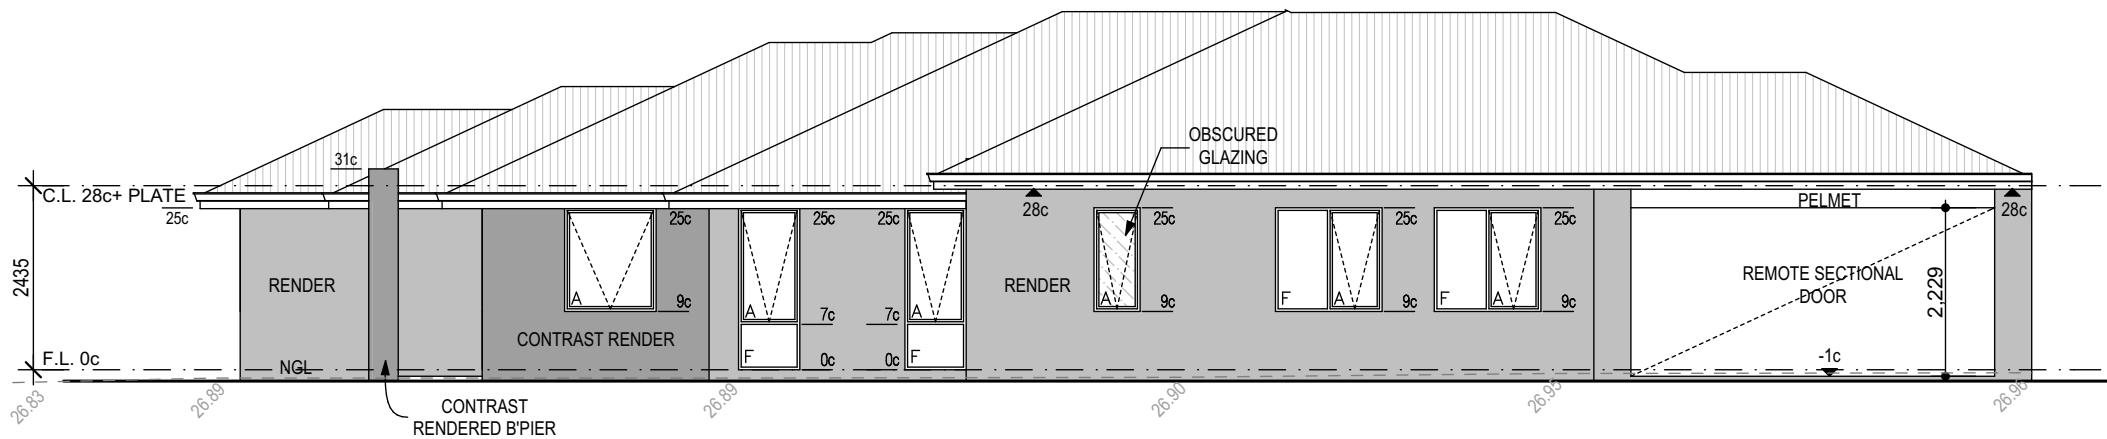 OBSCURED
GLAZING
31c
C.L. 28c+ PLATE
25c
28c
PELMET
28c
25c
25c
25c
25c
25c
25c
2435
RENDER
RENDER
REMOTE SECTIONAL
DOOR
2,229
A
9c
A
7c
7c
A
A
9c
F
A
9c
F
A
9c
CONTRAST RENDER
F.L. 0c
NGL
F
0c
0c
F
-1c
26.83
26.89
26.89
26.90
26.95
26.96
CONTRAST
RENDERED B'PIER